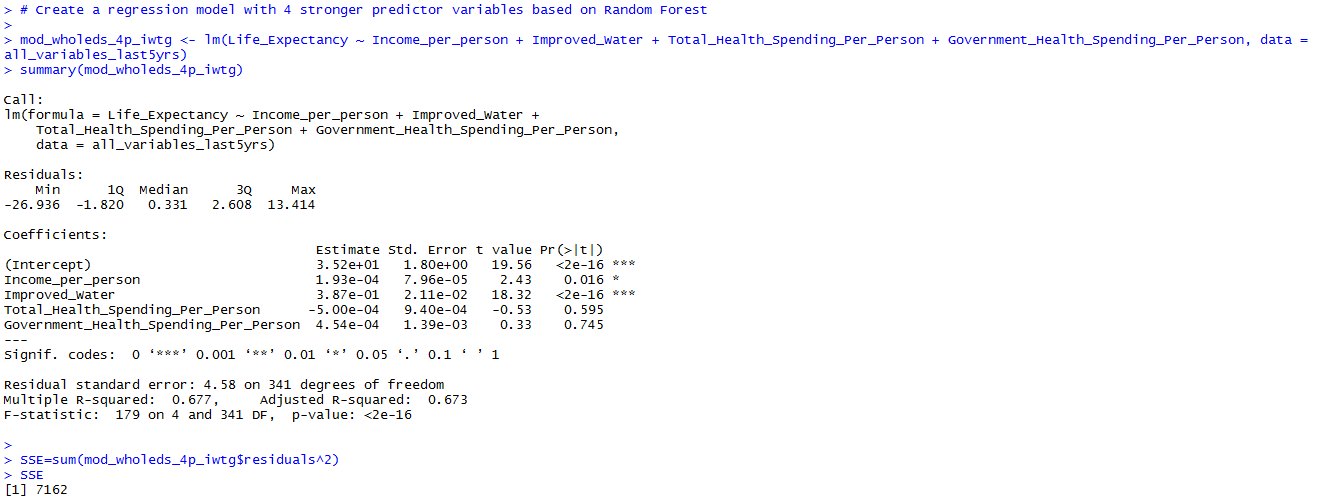 > # Create a regression model with 4 stronger predictor variables based on Random Forest
>
> mod_wholeds_4p_iwtg <- lm(Life_Expectancy ~ Income_per_person + Improved_Water + Total_Health_Spending_Per_Person + Government_Health_Spending_Per_Person, data =
all_variables_last5yrs)
> summary(mod_wholeds_4p_iwtg)

Call:
lm(formula = Life_Expectancy ~ Income_per_person + Improved_Water +
    Total_Health_Spending_Per_Person + Government_Health_Spending_Per_Person,
    data = all_variables_last5yrs)

Residuals:
    Min      1Q  Median      3Q     Max
-26.936  -1.820   0.331   2.608  13.414

Coefficients:
                                       Estimate Std. Error t value Pr(>|t|)
(Intercept)                            3.52e+01   1.80e+00   19.56   <2e-16 ***
Income_per_person                      1.93e-04   7.96e-05    2.43    0.016 *
Improved_Water                         3.87e-01   2.11e-02   18.32   <2e-16 ***
Total_Health_Spending_Per_Person      -5.00e-04   9.40e-04   -0.53    0.595
Government_Health_Spending_Per_Person  4.54e-04   1.39e-03    0.33    0.745
---
Signif. codes:  0 ‘***’ 0.001 ‘**’ 0.01 ‘*’ 0.05 ‘.’ 0.1 ‘ ’ 1

Residual standard error: 4.58 on 341 degrees of freedom
Multiple R-squared:  0.677,     Adjusted R-squared:  0.673
F-statistic:  179 on 4 and 341 DF,  p-value: <2e-16

>
> SSE=sum(mod_wholeds_4p_iwtg$residuals^2)
> SSE
[1] 7162